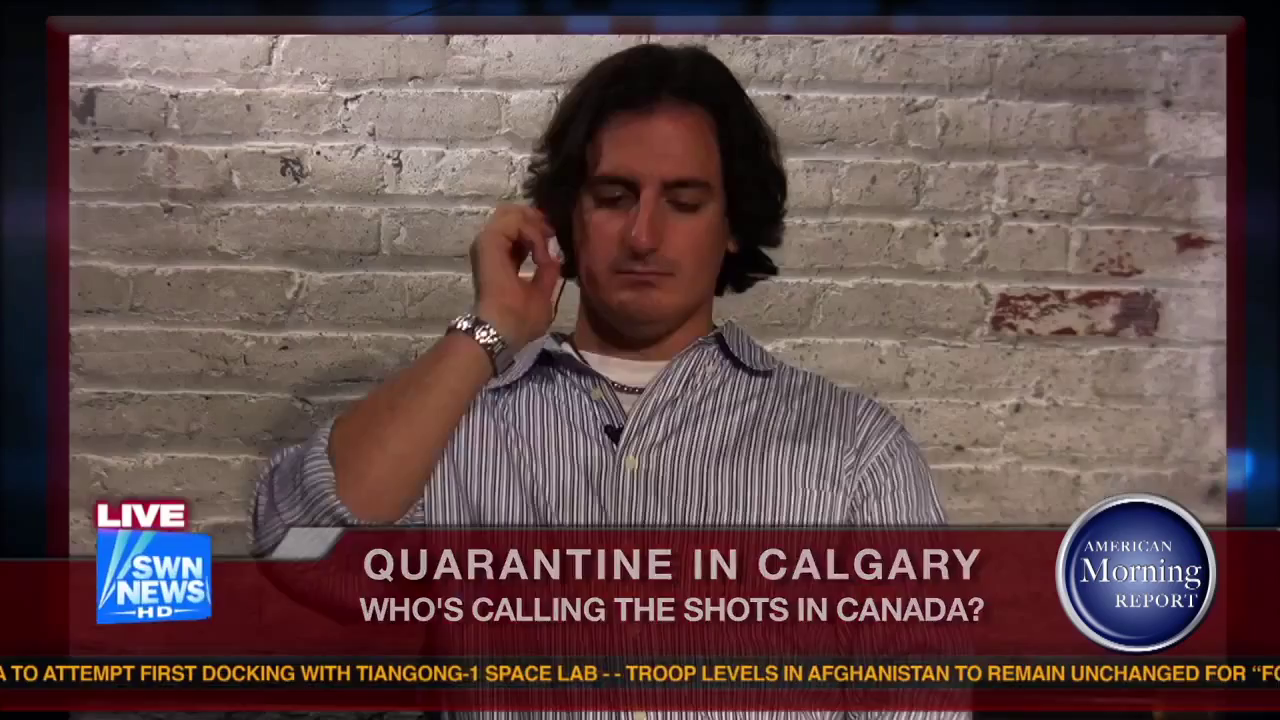 LIVE
SWN
NEWS
HD
QUARANTINE IN CALGARY
WHO'S CALLING THE SHOTS IN CANADA?
AMERICAN
Morning
REPORT
A TO ATTEMPT FIRST DOCKING WITH TIANGONG-1 SPACE LAB - - TROOP LEVELS IN AFGHANISTAN TO REMAIN UNCHANGED FOR “FO